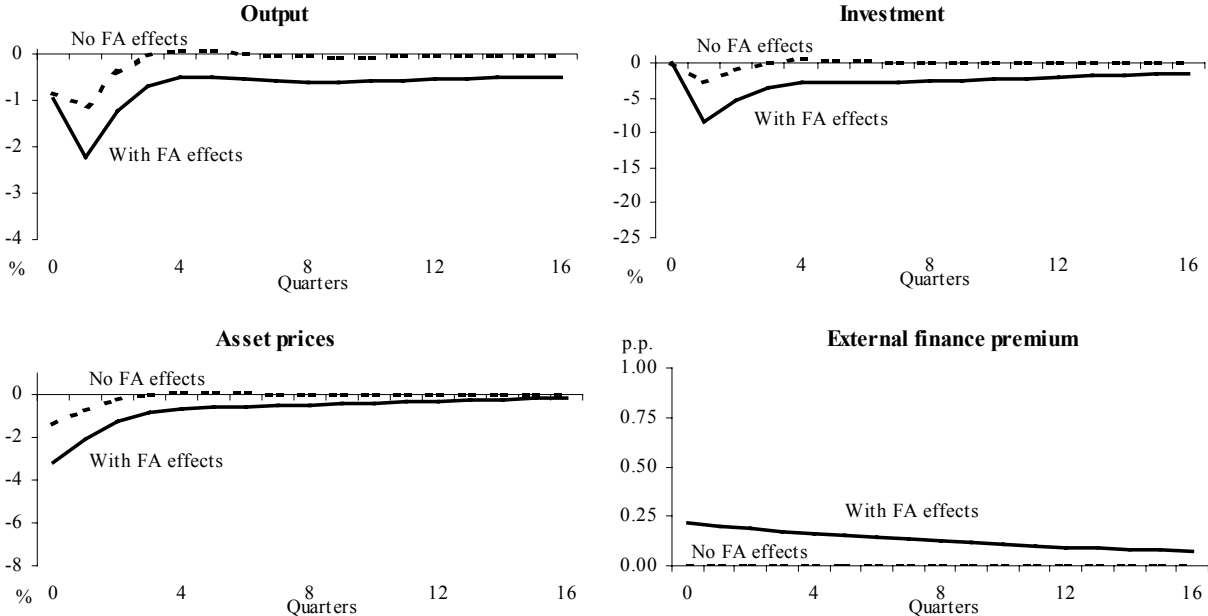 Output
No FA effects
0
-1
-2
-3
-4
With FA effects
% 0 4 8 12 16
Quarters
Investment
No FA effects
0
-5
-10
-15
-20
-25
With FA effects
% 0 4 8 12 16
Quarters
Asset prices
No FA effects
0
-2
-4
-6
-8
With FA effects
% 0 4 8 12 16
Quarters
External finance premium
p.p.
1.00
0.75
0.50
0.25
0.00
With FA effects
No FA effects
0 4 8 12 16
Quarters